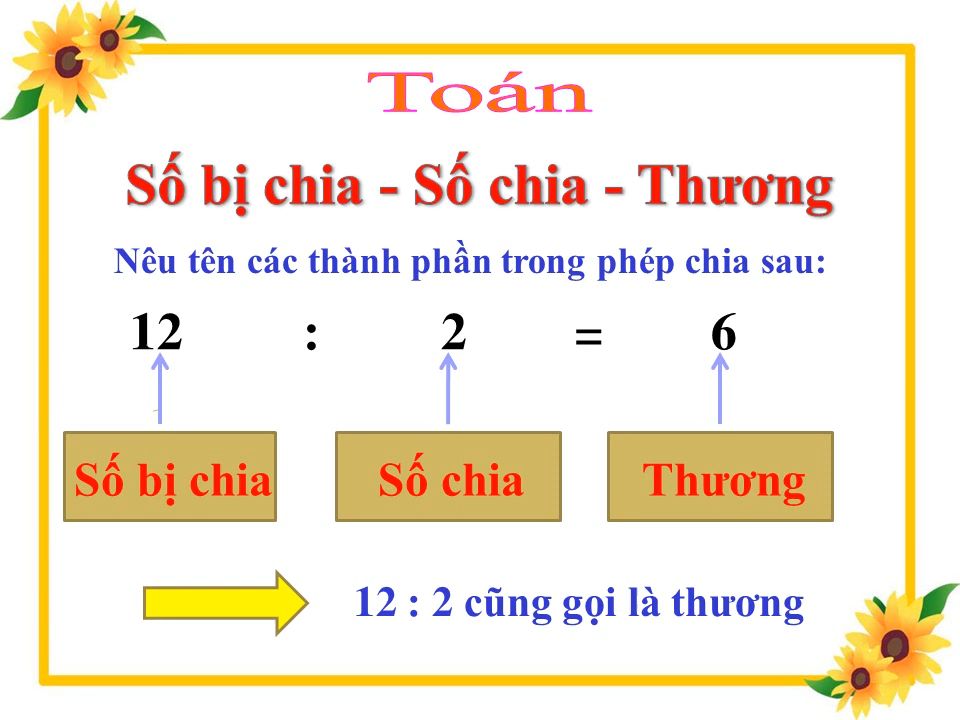 Toán
Số bị chia - Số chia - Thương
Nêu tên các thành phần trong phép chia sau:
12 : 2 = 6
Số bị chia Số chia Thương
12 : 2 cũng gọi là thương